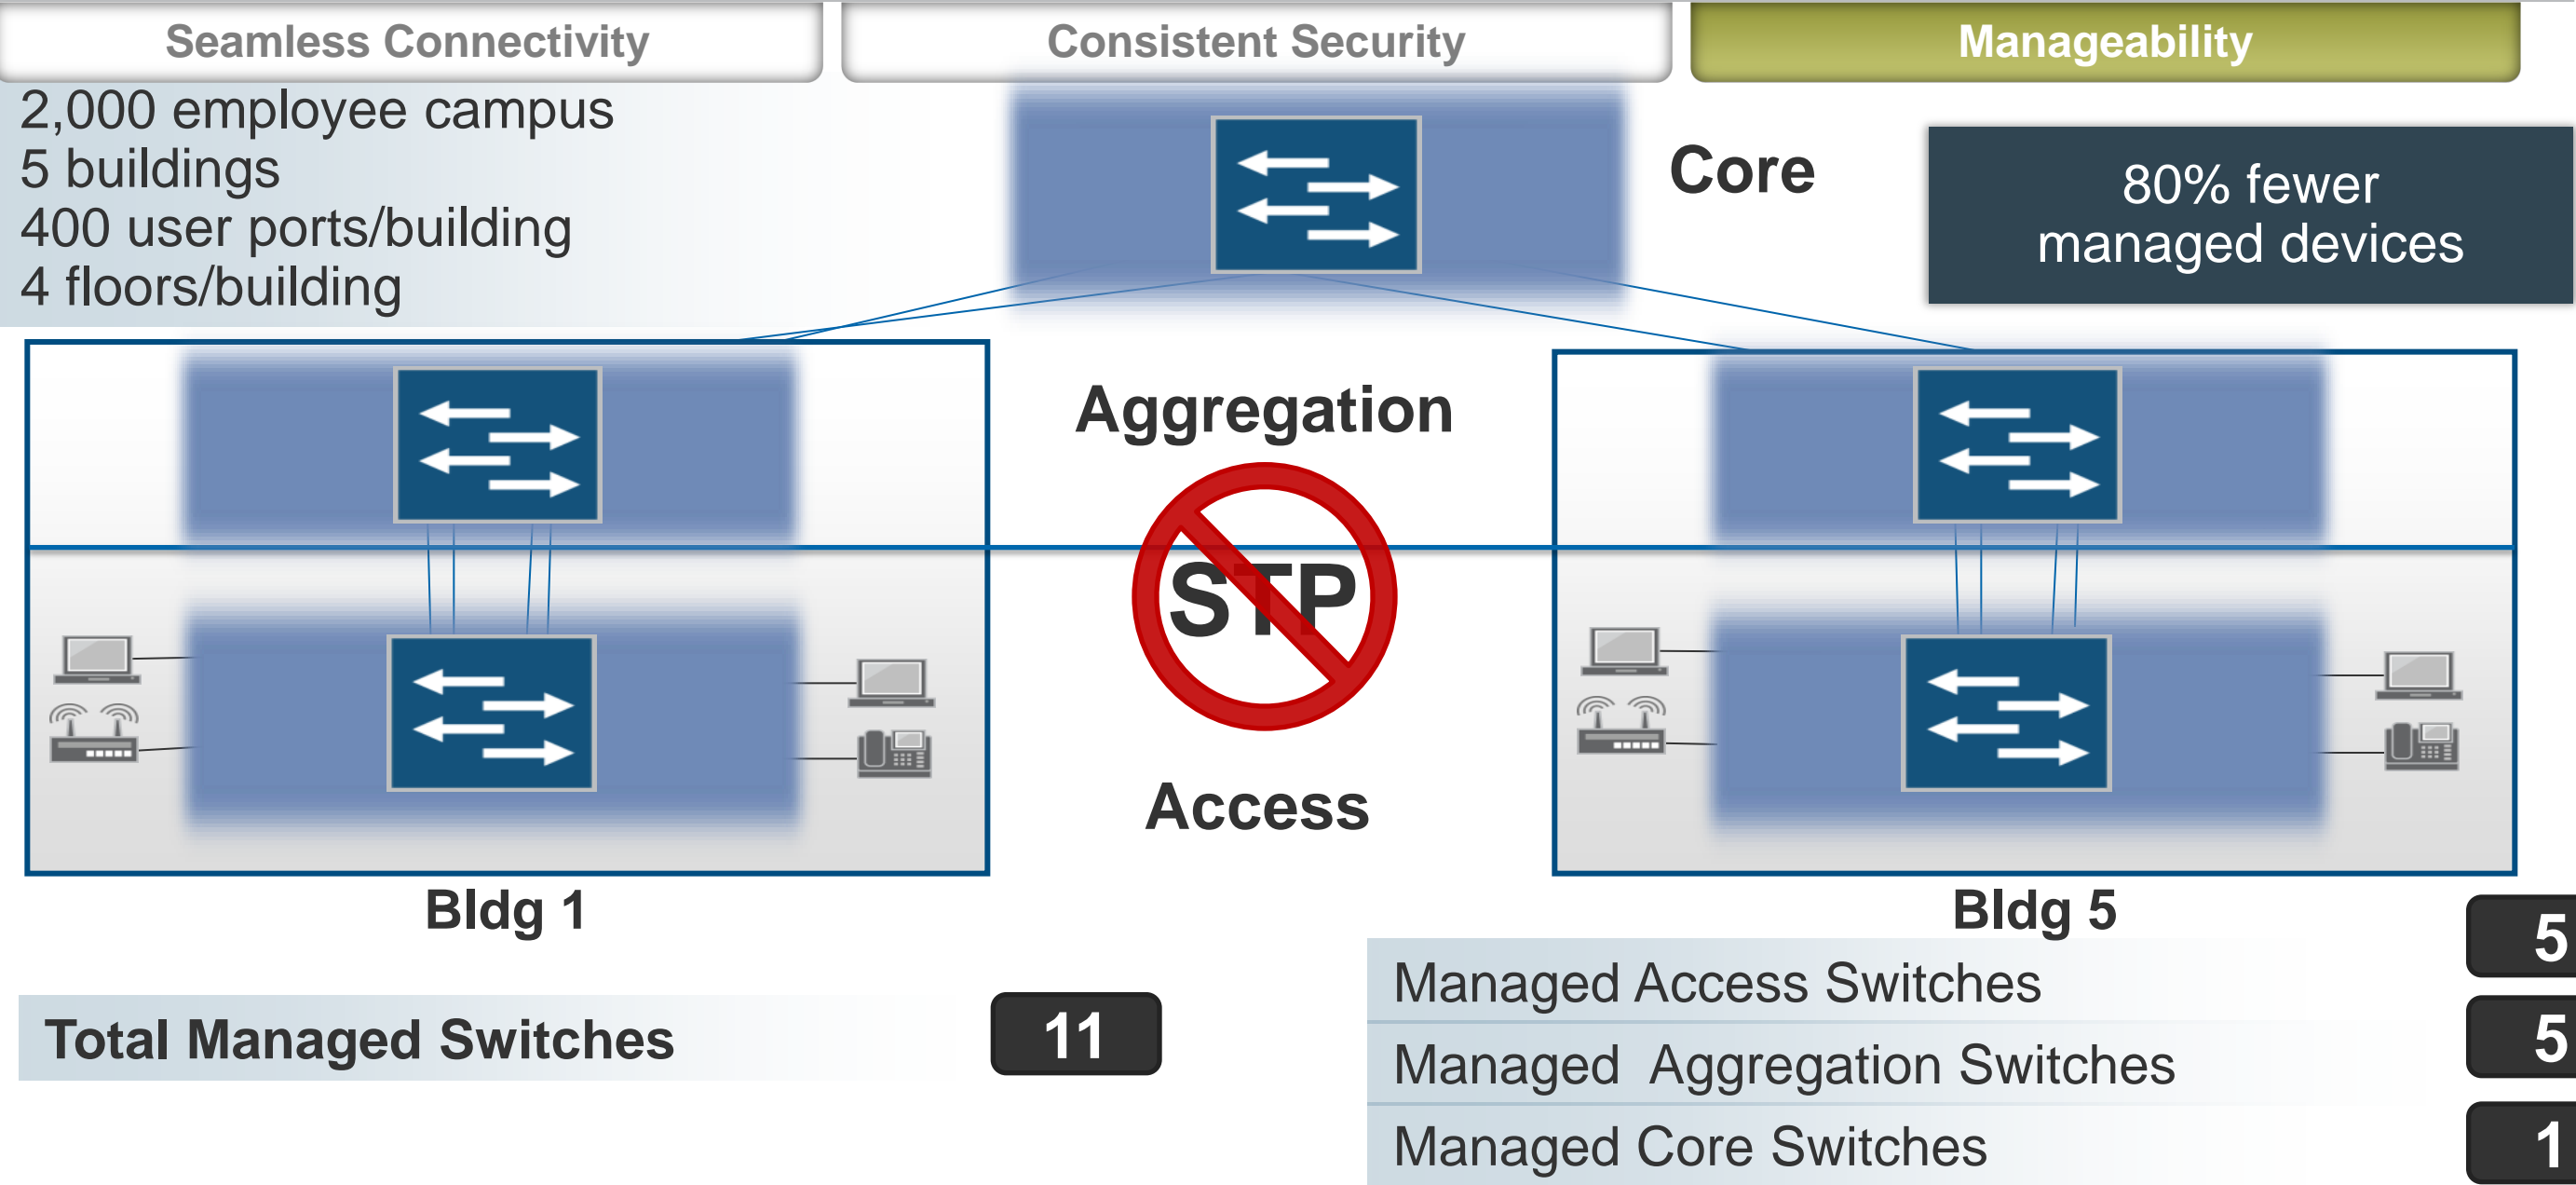 Seamless Connectivity
Consistent Security
Manageability
2,000 employee campus
5 buildings
400 user ports/building
4 floors/building
Core
80% fewer
managed devices
Aggregation
STP
Access
Bldg 1
Bldg 5
Total Managed Switches
11
Managed Access Switches
5
Managed Aggregation Switches
5
Managed Core Switches
1